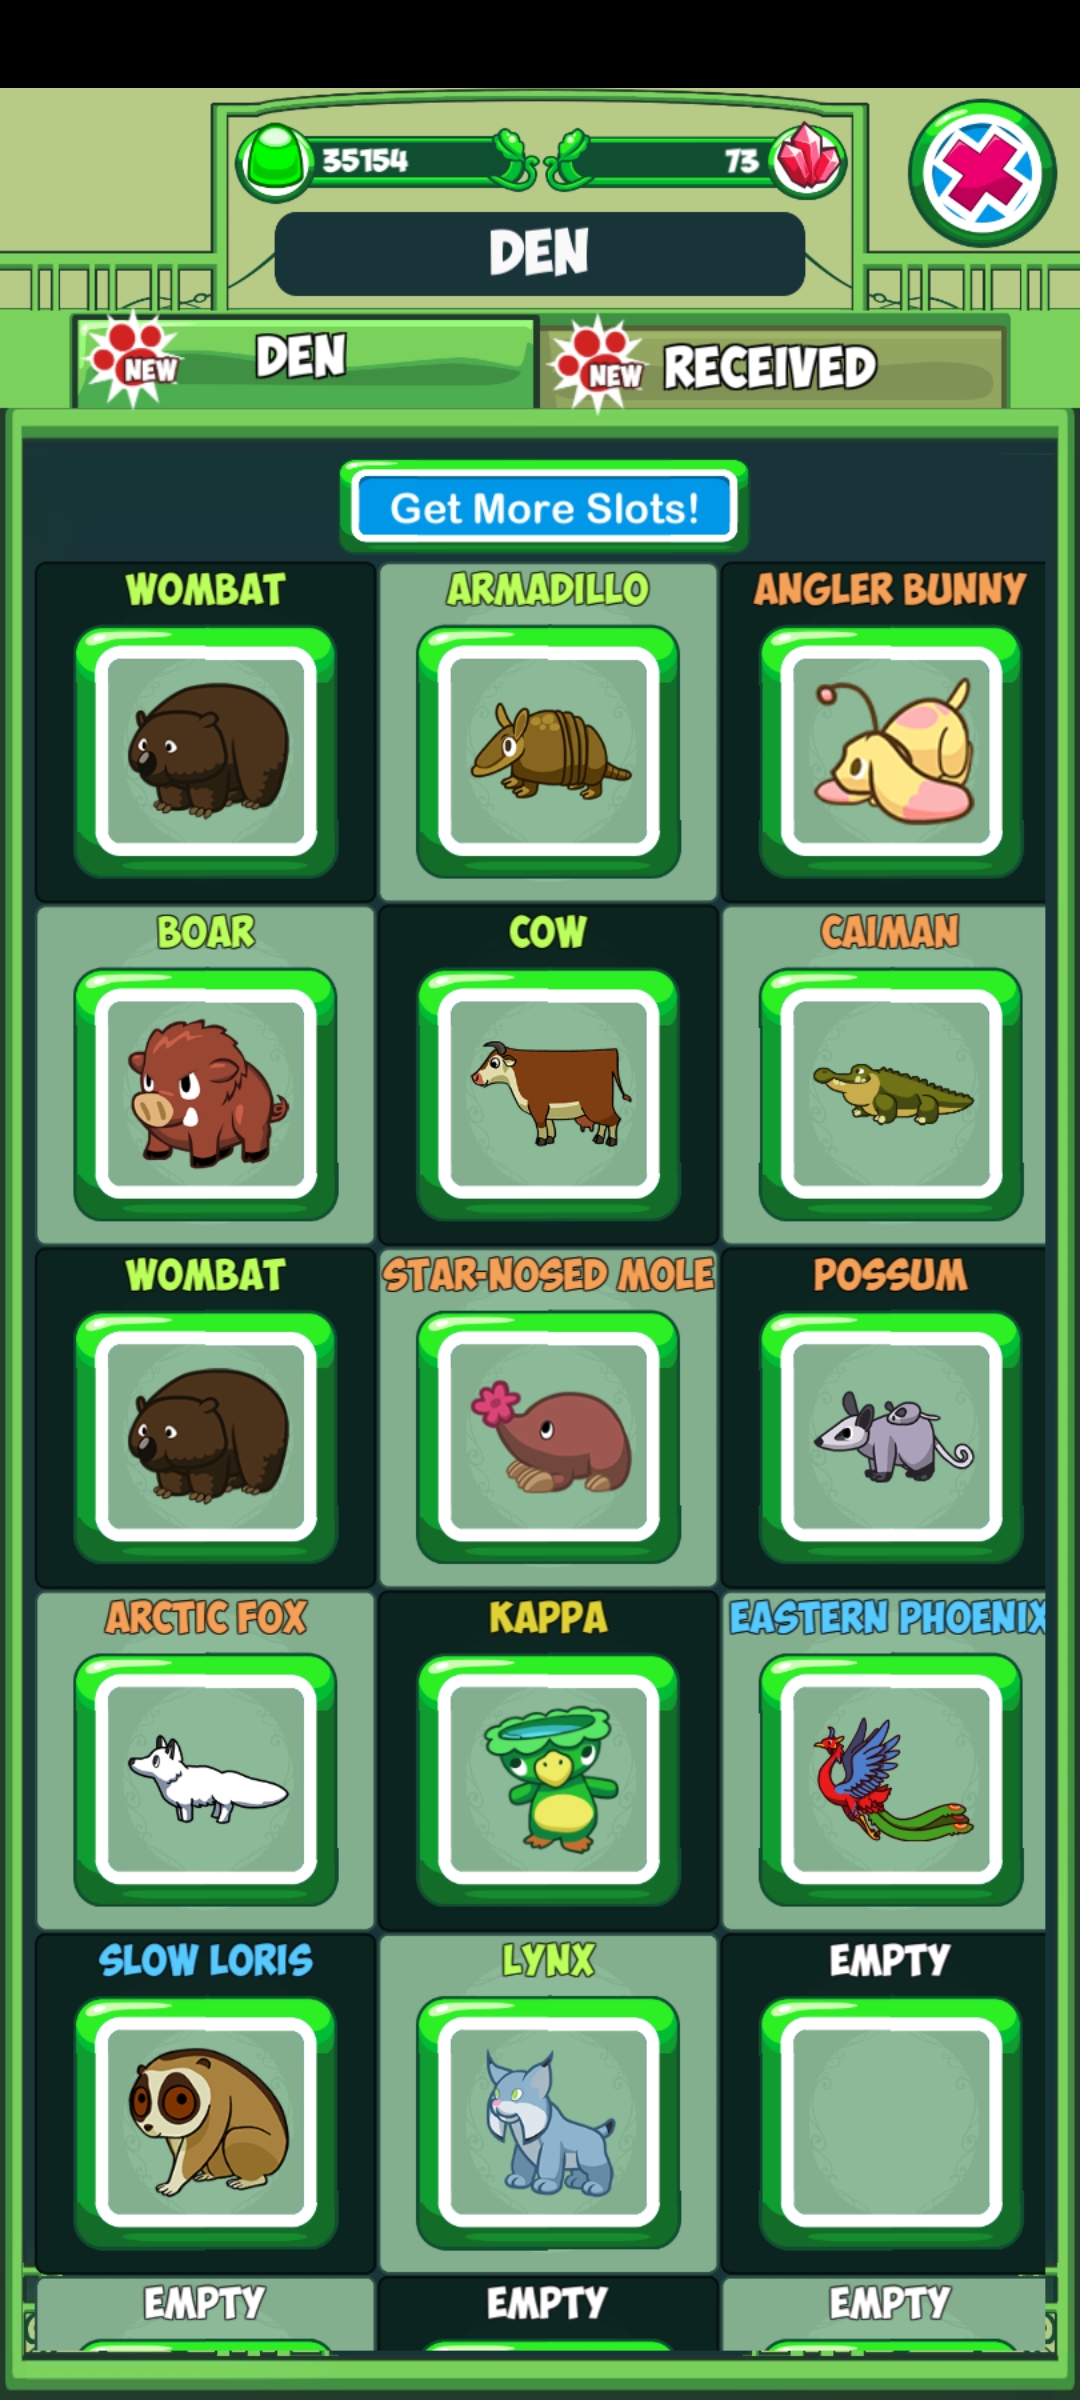 35154
73
DEN
NEW DEN
NEW RECEIVED
Get More Slots!
WOMBAT
ARMADILLO
ANGLER BUNNY
BOAR
COW
CAIMAN
WOMBAT
STAR-NOSED MOLE
POSSUM
ARCTIC FOX
KAPPA
EASTERN PHOENIX
SLOW LORIS
LYNX
EMPTY
EMPTY
EMPTY
EMPTY